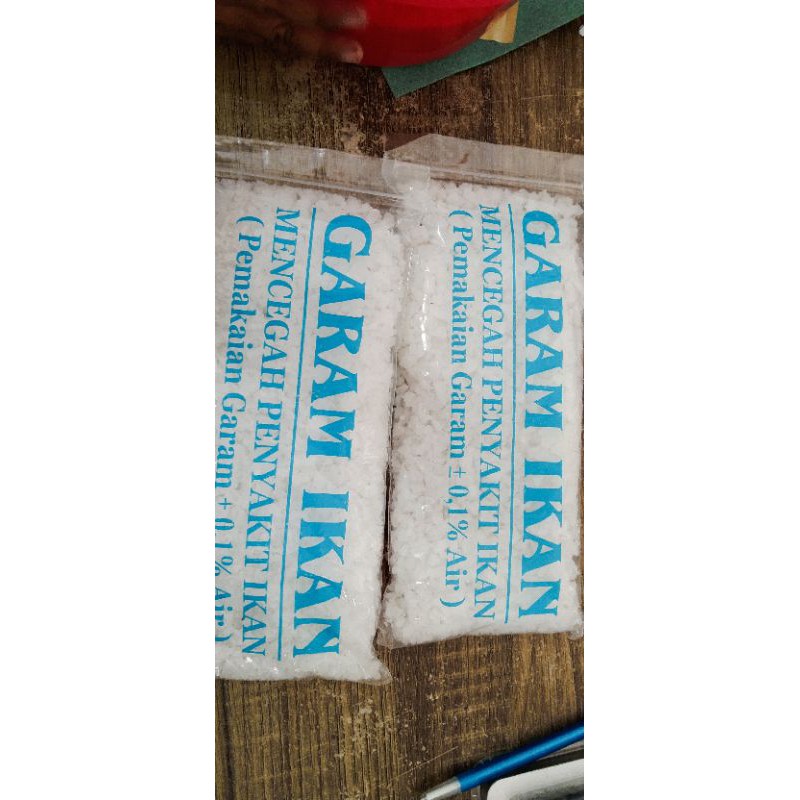 GARAM IKAN
MENCEGAH PENYAKIT IKAN
( Pemakaian Garam ± 0,1% Air )
GARAM IKAN
MENCEGAH PENYAKIT IKAN
( Pemakaian Garam ± 0,1% Air )